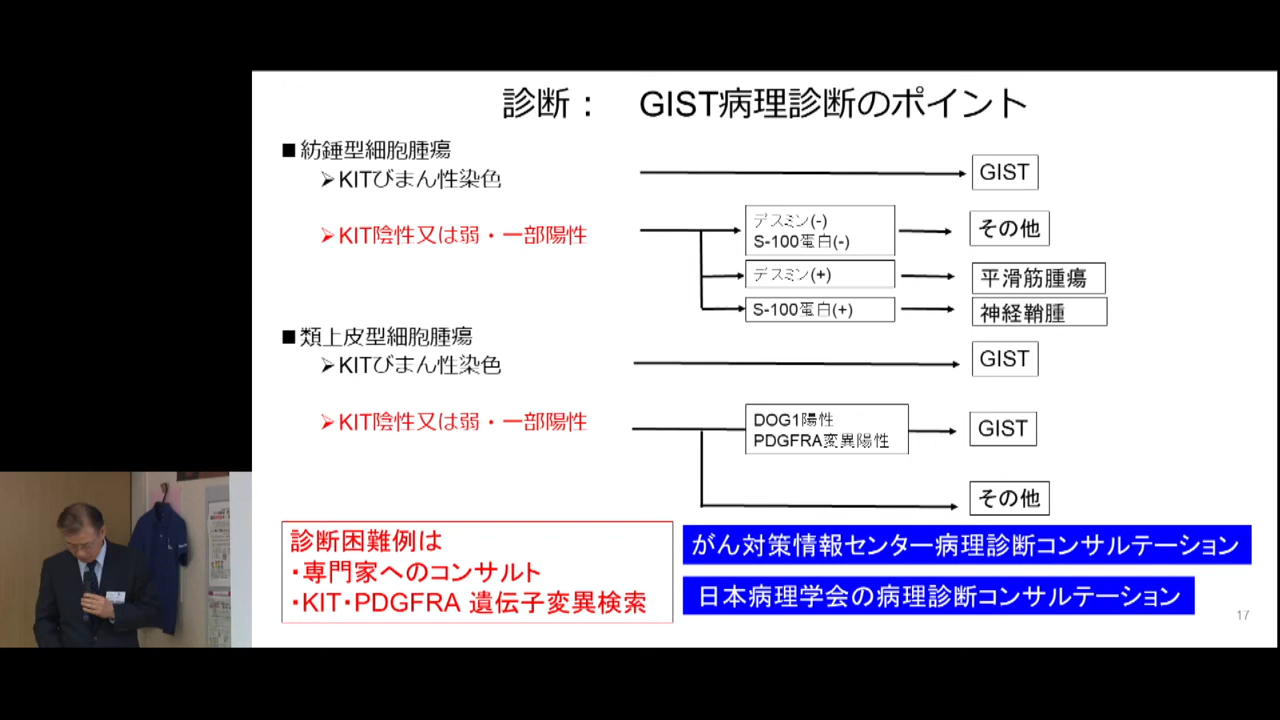 診断： GIST病理診断のポイント
■紡錘型細胞腫瘍
➢KITびまん性染色
GIST
➢KIT陰性又は弱・一部陽性
デスミン(-)
S-100蛋白(-)
その他
デスミン(+)
平滑筋腫瘍
S-100蛋白(+)
神経鞘腫
■類上皮型細胞腫瘍
➢KITびまん性染色
GIST
➢KIT陰性又は弱・一部陽性
DOG1陽性
PDGFRA変異陽性
GIST
その他
診断困難例は
・専門家へのコンサルト
・KIT・PDGFRA 遺伝子変異検索
がん対策情報センター病理診断コンサルテーション
日本病理学会の病理診断コンサルテーション
17